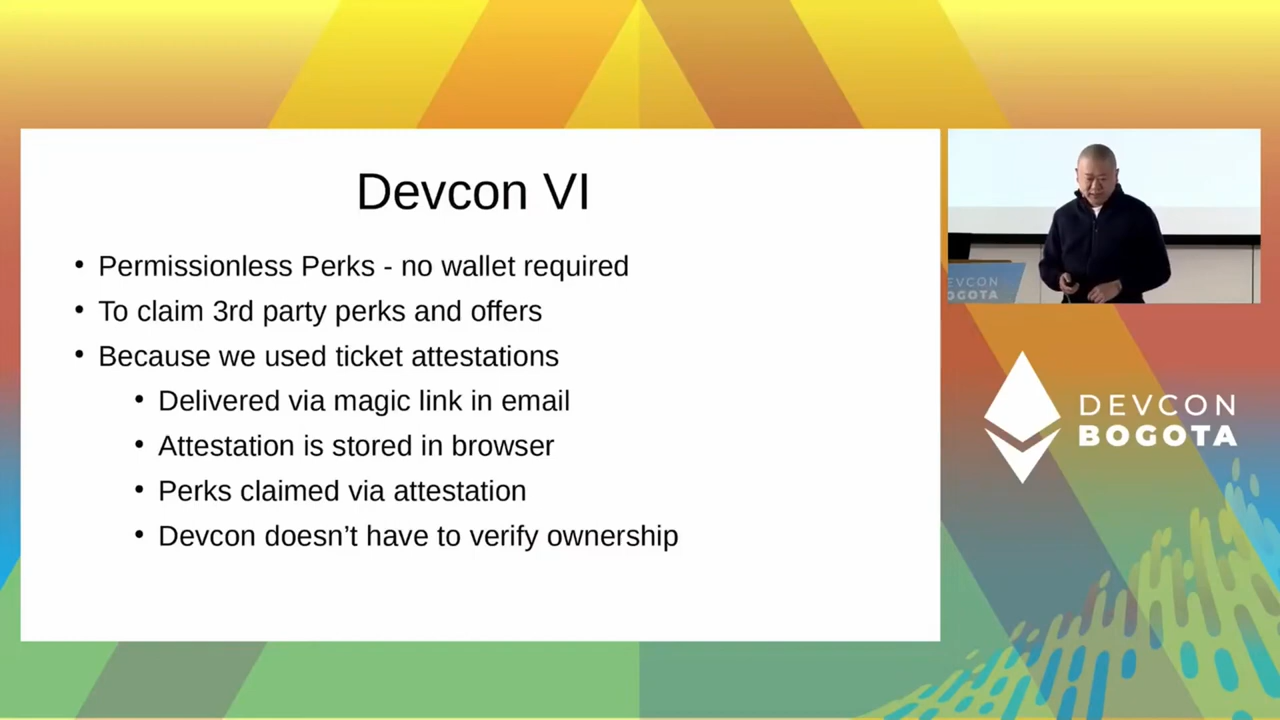 Devcon VI
• Permissionless Perks - no wallet required
• To claim 3rd party perks and offers
• Because we used ticket attestations
• Delivered via magic link in email
• Attestation is stored in browser
• Perks claimed via attestation
• Devcon doesn’t have to verify ownership
EVCON
OGOTA
DEVCON
BOGOTA